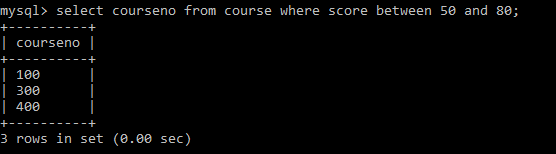 mysql> select courseno from course where score between 50 and 80;
+----------+
| courseno |
+----------+
| 100      |
| 300      |
| 400      |
+----------+
3 rows in set (0.00 sec)